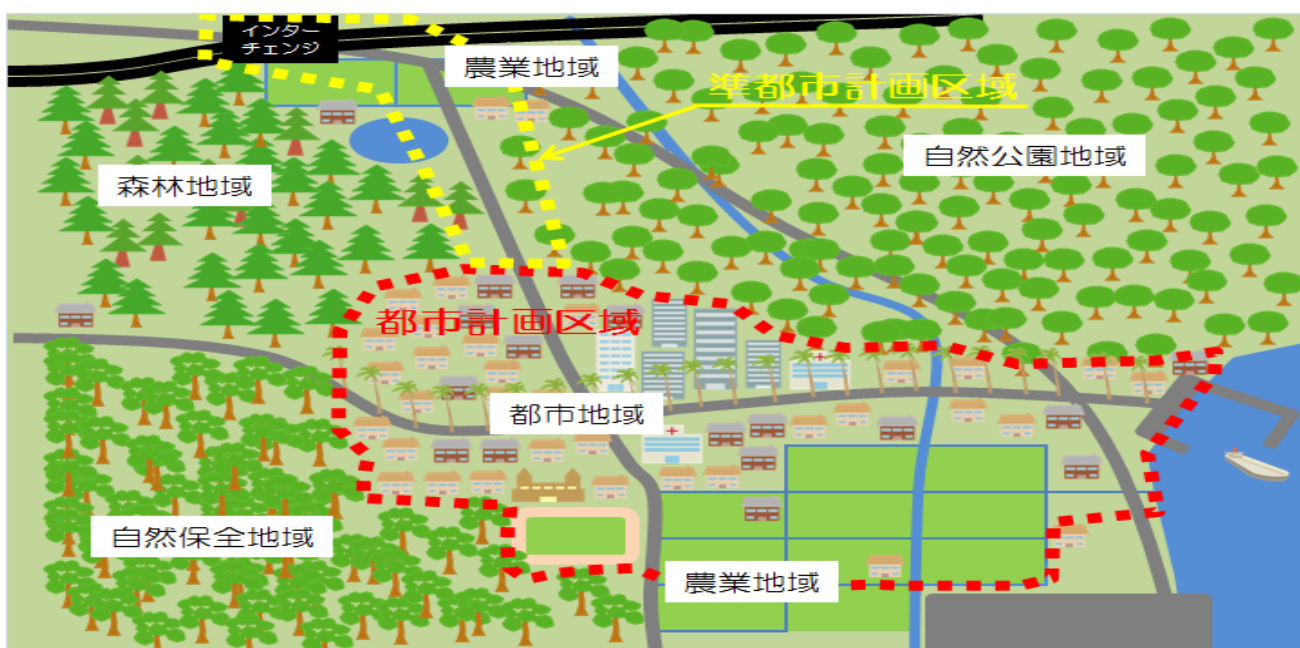 インター
チェンジ
農業地域
準都市計画区域
自然公園地域
森林地域
都市計画区域
都市地域
自然保全地域
農業地域